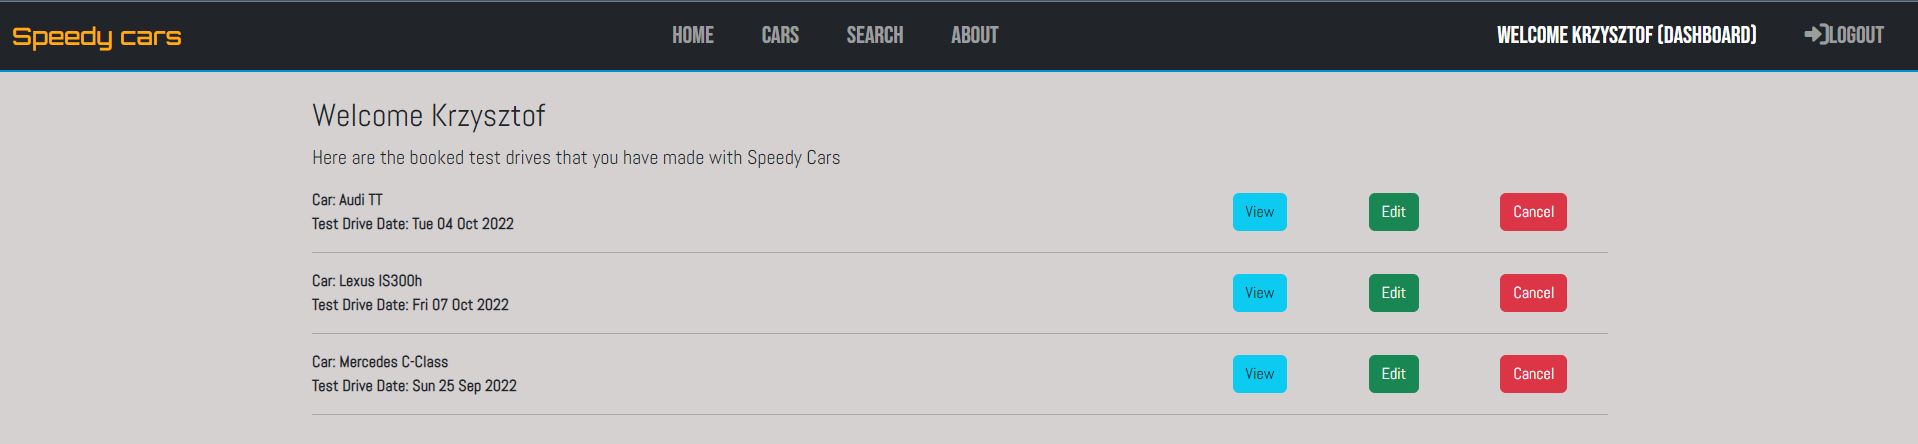 Speedy cars HOME CARS SEARCH ABOUT WELCOME KRZYSZTOF (DASHBOARD) LOGOUT
Welcome Krzysztof
Here are the booked test drives that you have made with Speedy Cars
Car: Audi TT
Test Drive Date: Tue 04 Oct 2022
View Edit Cancel
Car: Lexus IS300h
Test Drive Date: Fri 07 Oct 2022
View Edit Cancel
Car: Mercedes C-Class
Test Drive Date: Sun 25 Sep 2022
View Edit Cancel